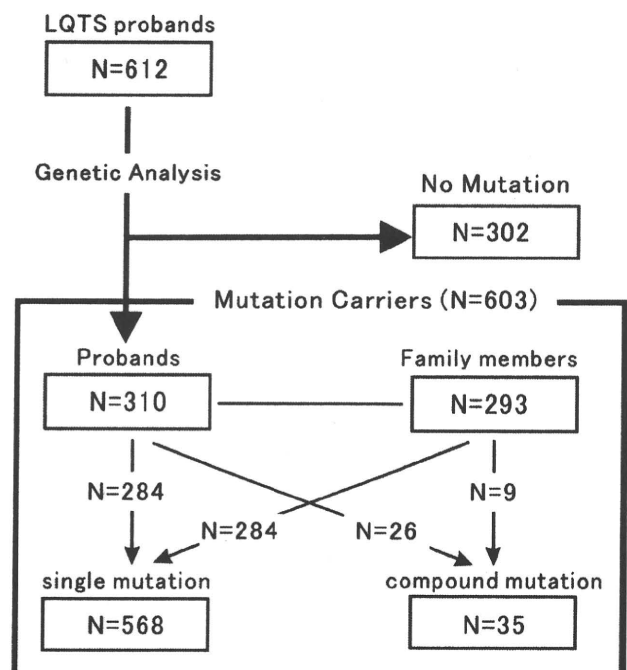 LQTS probands
N=612
Genetic Analysis
No Mutation
N=302
Mutation Carriers (N=603)
Probands
Family members
N=310
N=293
N=284
N=9
N=284
N=26
single mutation
compound mutation
N=568
N=35